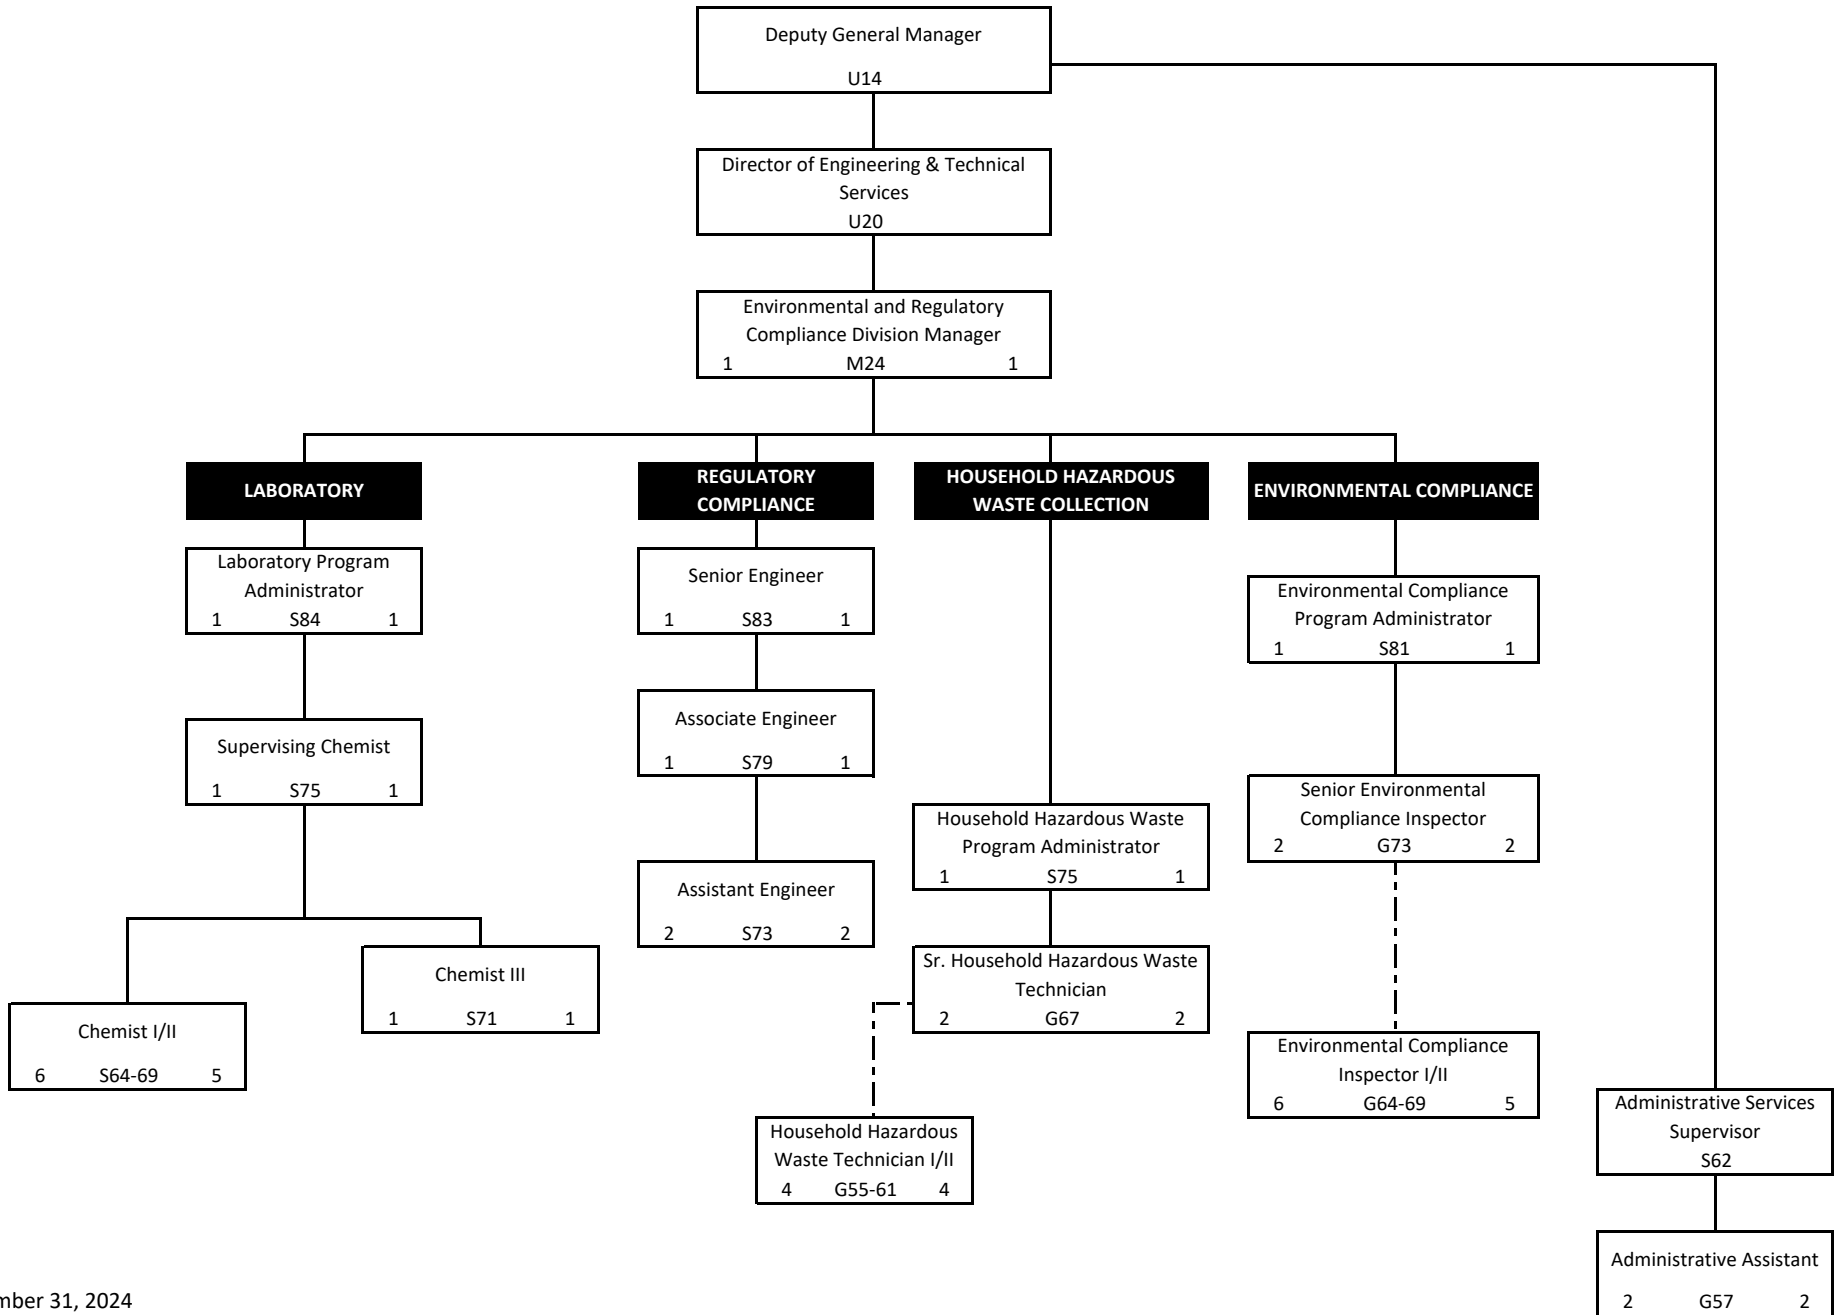 Deputy General Manager
U14
Director of Engineering & Technical
Services
U20
Environmental and Regulatory
Compliance Division Manager
1 M24 1
LABORATORY
Laboratory Program
Administrator
1 S84 1
Supervising Chemist
1 S75 1
Chemist I/II
6 S64-69 5
Chemist III
1 S71 1
REGULATORY
COMPLIANCE
Senior Engineer
1 S83 1
Associate Engineer
1 S79 1
Assistant Engineer
2 S73 2
HOUSEHOLD HAZARDOUS
WASTE COLLECTION
Household Hazardous Waste
Program Administrator
1 S75 1
Sr. Household Hazardous Waste
Technician
2 G67 2
Household Hazardous
Waste Technician I/II
4 G55-61 4
ENVIRONMENTAL COMPLIANCE
Environmental Compliance
Program Administrator
1 S81 1
Senior Environmental
Compliance Inspector
2 G73 2
Environmental Compliance
Inspector I/II
6 G64-69 5
Administrative Services
Supervisor
S62
Administrative Assistant
2 G57 2
31, 2024